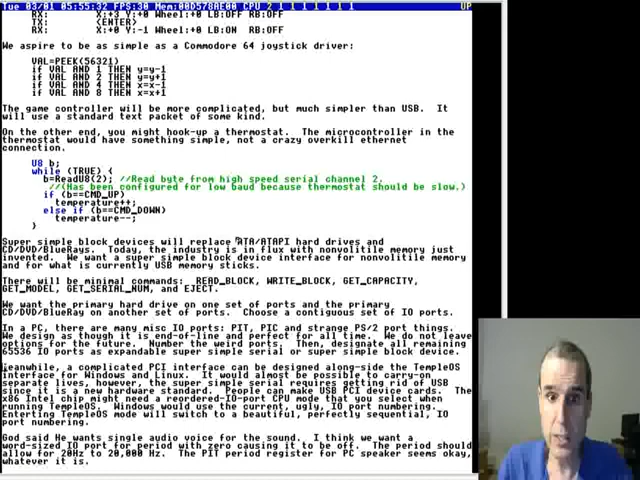 Tue 03/01 05:55:32 FPS:30 Mem:00D578AE00 CPU 2 1 1 1 1 1 1 1 UP
RX: X:+3 Y:+0 Wheel:+0 LB:OFF RB:OFF
TX: (ENTER)
RX: X:+0 Y:-1 Wheel:+0 LB:ON RB:OFF
We aspire to be as simple as a Commodore 64 joystick driver:
VAL=PEEK(56321)
if VAL AND 1 THEN y=y-1
if VAL AND 2 THEN y=y+1
if VAL AND 4 THEN x=x-1
if VAL AND 8 THEN x=x+1
The game controller will be more complicated, but much simpler than USB. It
will use a standard text packet of some kind.
On the other end, you might hook-up a thermostat. The microcontroller in the
thermostat would have something simple, not a crazy overkill ethernet
connection.
U8 b;
while (TRUE) {
b=ReadU8(2); //Read byte from high speed serial channel 2.
//(Has been configured for low baud because thermostat should be slow.)
if (b==CMD_UP)
temperature++;
else if (b==CMD_DOWN)
temperature--;
}
Super simple block devices will replace ATA/ATAPI hard drives and
CD/DVD/BlueRays. Today, the industry is in flux with nonvolitile memory just
invented. We want a super simple block device interface for nonvolitile memory
and for what is currently USB memory sticks.
There will be minimal commands: READ_BLOCK, WRITE_BLOCK, GET_CAPACITY,
GET_MODEL, GET_SERIAL_NUM, and EJECT.
We want the primary hard drive on one set of ports and the primary
CD/DVD/BlueRay on another set of ports. Choose a contiguous set of IO ports.
In a PC, there are many misc IO ports: PIT, PIC and strange PS/2 port things.
We design as though it is end-of-line and perfect for all time. We do not leave
options for the future. Number the weird ports; Then, designate all remaining
65536 IO ports as expandable super simple serial or super simple block device.
Meanwhile, a complicated PCI interface can be designed along-side the TempleOS
interface for Windows and Linux. It would almost be possible to carry-on
separate lives, however, the super simple serial requires getting rid of USB
since it is a new hardware standard. People can make USB PCI device cards. The
x86 Intel chip might need a reordered-IO-port CPU mode that you select when
running TempleOS. Windows would use the current, ugly, IO port numbering.
Entering TempleOS mode will switch to a beautiful, perfectly sequential, IO
port numbering.
God said He wants single audio voice for the sound. I think we want a
word-sized IO port for period with zero causing it to be off. The period should
allow for 20Hz to 20,000 Hz. The PIT period register for PC speaker seems okay,
whatever it is.